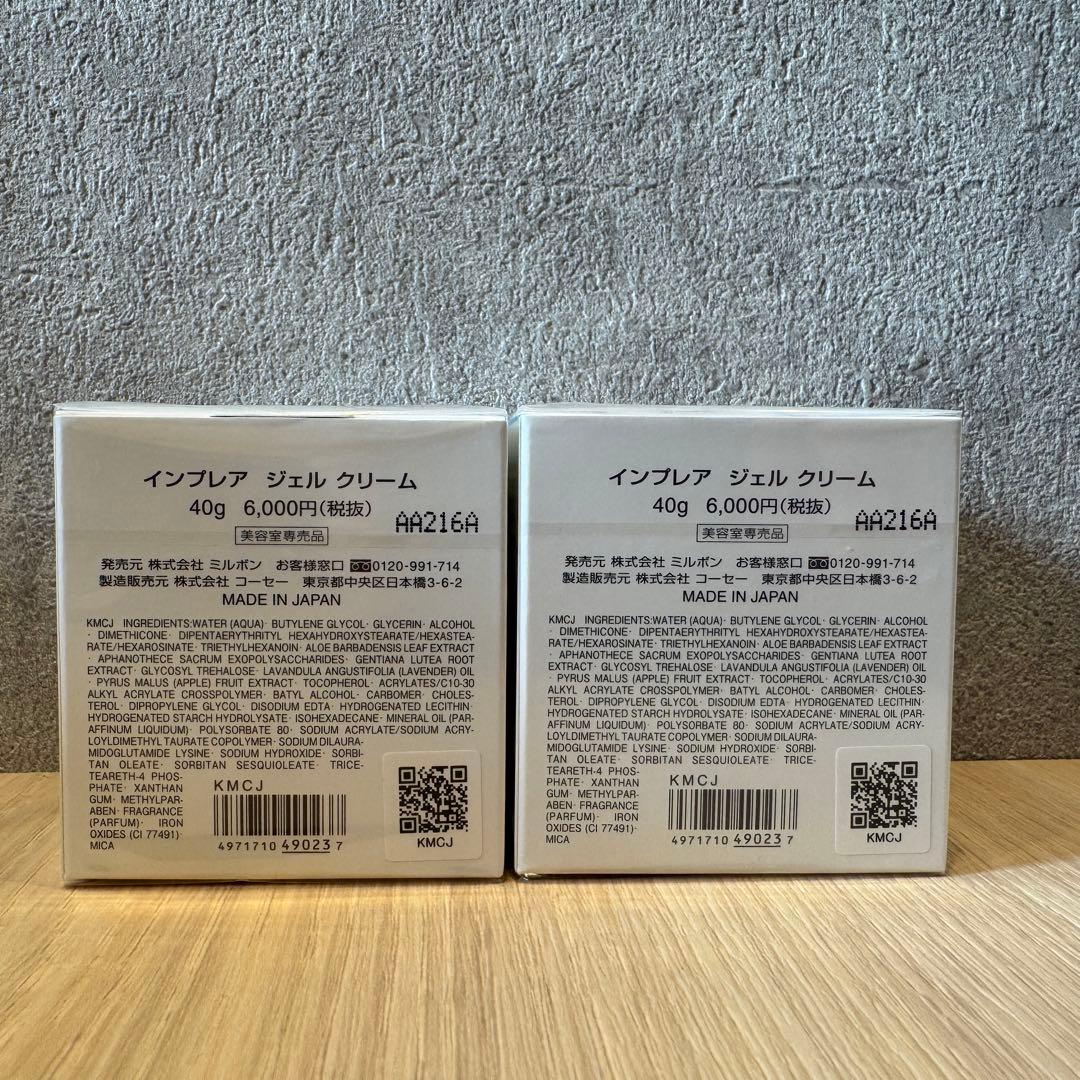 インプレア ジェル クリーム
40g 6,000円(税抜)
AA216A
美容室専売品
発売元 株式会社 ミルボン お客様窓口 0120-991-714
製造販売元 株式会社 コーセー 東京都中央区日本橋3-6-2
MADE IN JAPAN
KMCJ INGREDIENTS:WATER (AQUA)· BUTYLENE GLYCOL· GLYCERIN· ALCOHOL
· DIMETHICONE· DIPENTAERYTHRITYL HEXAHYDROXYSTEARATE/HEXASTEA-
RATE/HEXAROSINATE· TRIETHYLHEXANOIN· ALOE BARBADENSIS LEAF EXTRACT
· APHANOTHECE SACRUM EXOPOLYSACCHARIDES· GENTIANA LUTEA ROOT
EXTRACT· GLYCOSYL TREHALOSE· LAVANDULA ANGUSTIFOLIA (LAVENDER) OIL
· PYRUS MALUS (APPLE) FRUIT EXTRACT· TOCOPHEROL· ACRYLATES/C10-30
ALKYL ACRYLATE CROSSPOLYMER· BATYL ALCOHOL· CARBOMER· CHOLES-
TEROL· DIPROPYLENE GLYCOL· DISODIUM EDTA· HYDROGENATED LECITHIN·
HYDROGENATED STARCH HYDROLYSATE· ISOHEXADECANE· MINERAL OIL (PAR-
AFFINUM LIQUIDUM)· POLYSORBATE 80· SODIUM ACRYLATE/SODIUM ACRY-
LOYLDIMETHYL TAURATE COPOLYMER· SODIUM DILAURA-
MIDOGLUTAMIDE LYSINE· SODIUM HYDROXIDE· SORBI-
TAN OLEATE· SORBITAN SESQUIOLEATE· TRICE-
TEARETH-4 PHOS-
PHATE· XANTHAN
GUM· METHYLPAR-
ABEN· FRAGRANCE
(PARFUM)· IRON
OXIDES (CI 77491)·
MICA
KMCJ
4971710 49023 7
KMCJ
インプレア ジェル クリーム
40g 6,000円(税抜)
AA216A
美容室専売品
発売元 株式会社 ミルボン お客様窓口 0120-991-714
製造販売元 株式会社 コーセー 東京都中央区日本橋3-6-2
MADE IN JAPAN
KMCJ INGREDIENTS:WATER (AQUA)· BUTYLENE GLYCOL· GLYCERIN· ALCOHOL
· DIMETHICONE· DIPENTAERYTHRITYL HEXAHYDROXYSTEARATE/HEXASTEA-
RATE/HEXAROSINATE· TRIETHYLHEXANOIN· ALOE BARBADENSIS LEAF EXTRACT
· APHANOTHECE SACRUM EXOPOLYSACCHARIDES· GENTIANA LUTEA ROOT
EXTRACT· GLYCOSYL TREHALOSE· LAVANDULA ANGUSTIFOLIA (LAVENDER) OIL
· PYRUS MALUS (APPLE) FRUIT EXTRACT· TOCOPHEROL· ACRYLATES/C10-30
ALKYL ACRYLATE CROSSPOLYMER· BATYL ALCOHOL· CARBOMER· CHOLES-
TEROL· DIPROPYLENE GLYCOL· DISODIUM EDTA· HYDROGENATED LECITHIN·
HYDROGENATED STARCH HYDROLYSATE· ISOHEXADECANE· MINERAL OIL (PAR-
AFFINUM LIQUIDUM)· POLYSORBATE 80· SODIUM ACRYLATE/SODIUM ACRY-
LOYLDIMETHYL TAURATE COPOLYMER· SODIUM DILAURA-
MIDOGLUTAMIDE LYSINE· SODIUM HYDROXIDE· SORBI-
TAN OLEATE· SORBITAN SESQUIOLEATE· TRICE-
TEARETH-4 PHOS-
PHATE· XANTHAN
GUM· METHYLPAR-
ABEN· FRAGRANCE
(PARFUM)· IRON
OXIDES (CI 77491)·
MICA
KMCJ
4971710 49023 7
KMCJ